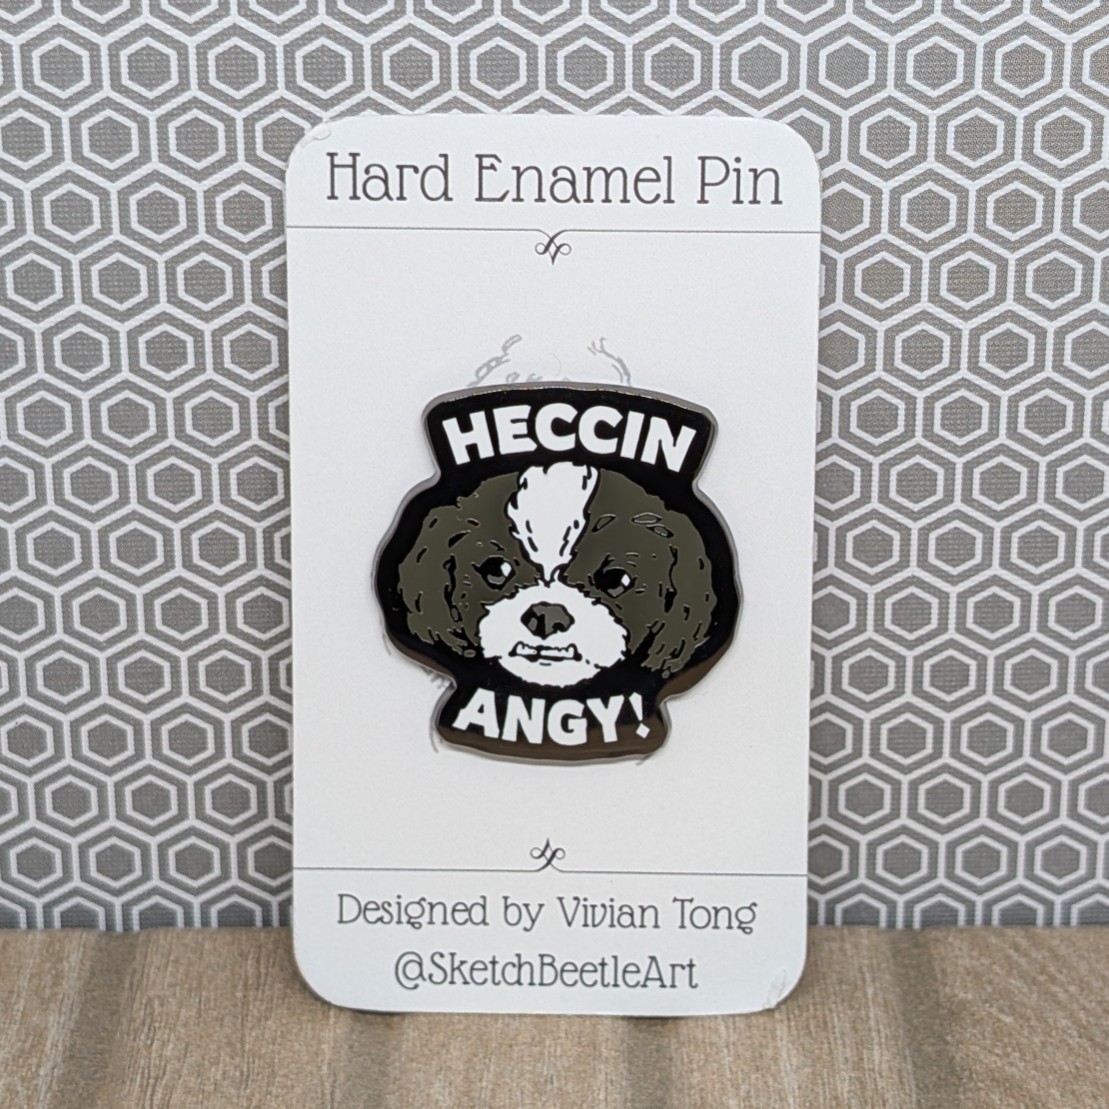 Hard Enamel Pin
HECCIN
ANGY!
Designed by Vivian Tong
@SketchBeetleArt